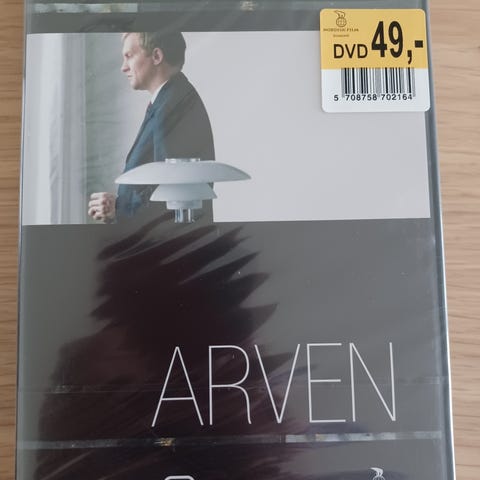 NORDISK FILM
DVD 49,-
5 708758 702164
ARVEN